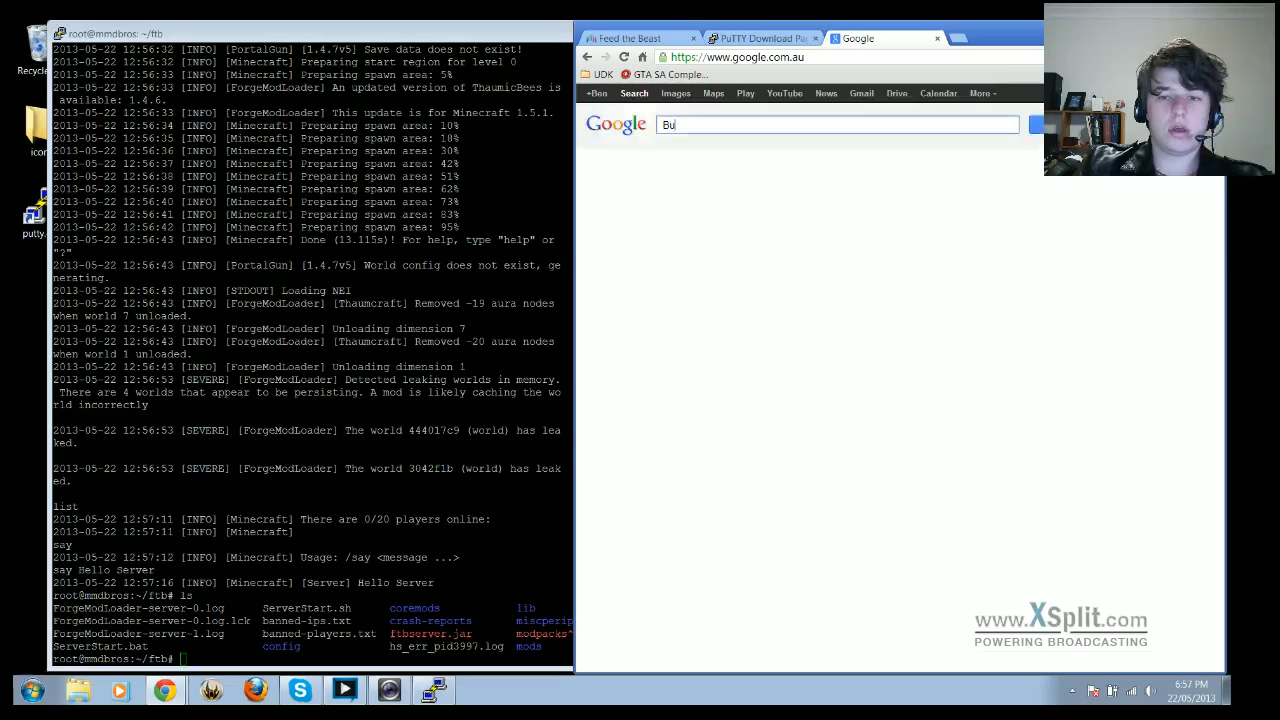 root@mmdbros: ~/ftb
2013-05-22 12:56:32 [INFO] [PortalGun] [1.4.7v5] Save data does not exist!
2013-05-22 12:56:32 [INFO] [Minecraft] Preparing start region for level 0
2013-05-22 12:56:33 [INFO] [Minecraft] Preparing spawn area: 5%
2013-05-22 12:56:33 [INFO] [ForgeModLoader] An updated version of ThaumicBees is
available: 1.4.6.
2013-05-22 12:56:33 [INFO] [ForgeModLoader] This update is for Minecraft 1.5.1.
2013-05-22 12:56:34 [INFO] [Minecraft] Preparing spawn area: 10%
2013-05-22 12:56:35 [INFO] [Minecraft] Preparing spawn area: 18%
2013-05-22 12:56:36 [INFO] [Minecraft] Preparing spawn area: 30%
2013-05-22 12:56:37 [INFO] [Minecraft] Preparing spawn area: 42%
2013-05-22 12:56:38 [INFO] [Minecraft] Preparing spawn area: 51%
2013-05-22 12:56:39 [INFO] [Minecraft] Preparing spawn area: 62%
2013-05-22 12:56:40 [INFO] [Minecraft] Preparing spawn area: 73%
2013-05-22 12:56:41 [INFO] [Minecraft] Preparing spawn area: 83%
2013-05-22 12:56:42 [INFO] [Minecraft] Preparing spawn area: 95%
2013-05-22 12:56:43 [INFO] [Minecraft] Done (13.115s)! For help, type "help" or
"?"
2013-05-22 12:56:43 [INFO] [PortalGun] [1.4.7v5] World config does not exist, ge
nerating.
2013-05-22 12:56:43 [INFO] [STDOUT] Loading NEI
2013-05-22 12:56:43 [INFO] [ForgeModLoader] [Thaumcraft] Removed -19 aura nodes
when world 7 unloaded.
2013-05-22 12:56:43 [INFO] [ForgeModLoader] Unloading dimension 7
2013-05-22 12:56:43 [INFO] [ForgeModLoader] [Thaumcraft] Removed -20 aura nodes
when world 1 unloaded.
2013-05-22 12:56:43 [INFO] [ForgeModLoader] Unloading dimension 1
2013-05-22 12:56:53 [SEVERE] [ForgeModLoader] Detected leaking worlds in memory.
There are 4 worlds that appear to be persisting. A mod is likely caching the wo
rld incorrectly
2013-05-22 12:56:53 [SEVERE] [ForgeModLoader] The world 444017c9 (world) has lea
ked.
2013-05-22 12:56:53 [SEVERE] [ForgeModLoader] The world 3042f1b (world) has leak
ed.
list
2013-05-22 12:57:11 [INFO] [Minecraft] There are 0/20 players online:
2013-05-22 12:57:11 [INFO] [Minecraft]
say
2013-05-22 12:57:12 [INFO] [Minecraft] Usage: /say <message ...>
say Hello Server
2013-05-22 12:57:16 [INFO] [Minecraft] [Server] Hello Server
root@mmdbros:~/ftb# ls
ForgeModLoader-server-0.log ServerStart.sh coremods lib
ForgeModLoader-server-0.log.lck banned-ips.txt crash-reports miscperip
ForgeModLoader-server-1.log banned-players.txt ftbserver.jar modpacks^
ServerStart.bat config hs_err_pid3997.log mods
root@mmdbros:~/ftb#
Recycle
icon
putty.
Feed the Beast
PuTTY Download Pag
Google
https://www.google.com.au
UDK GTA SA Comple...
+Ben Search Images Maps Play YouTube News Gmail Drive Calendar More
Google Bu
www.XSplit.com
POWERING BROADCASTING
6:57 PM
22/05/2013